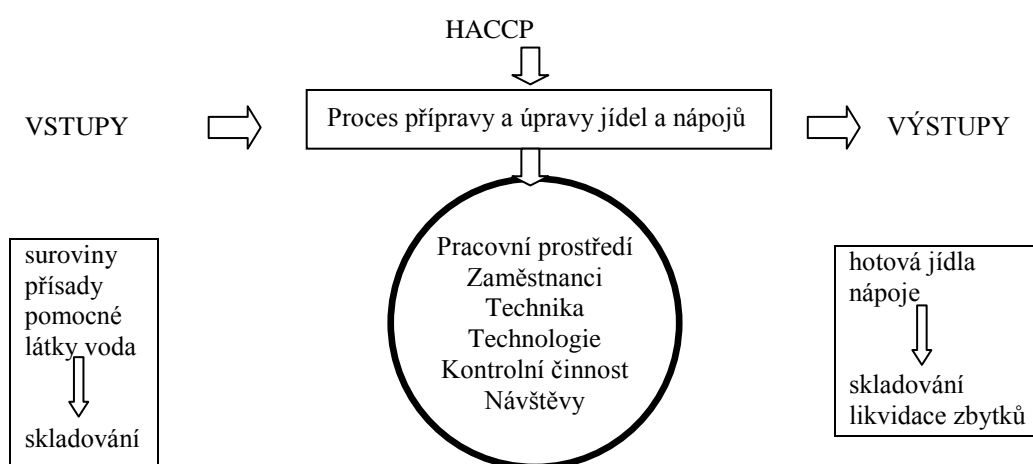 HACCP
VSTUPY
Proces přípravy a úpravy jídel a nápojů
VÝSTUPY
suroviny
přísady
pomocné
látky voda
skladování
Pracovní prostředí
Zaměstnanci
Technika
Technologie
Kontrolní činnost
Návštěvy
hotová jídla
nápoje
skladování
likvidace zbytků